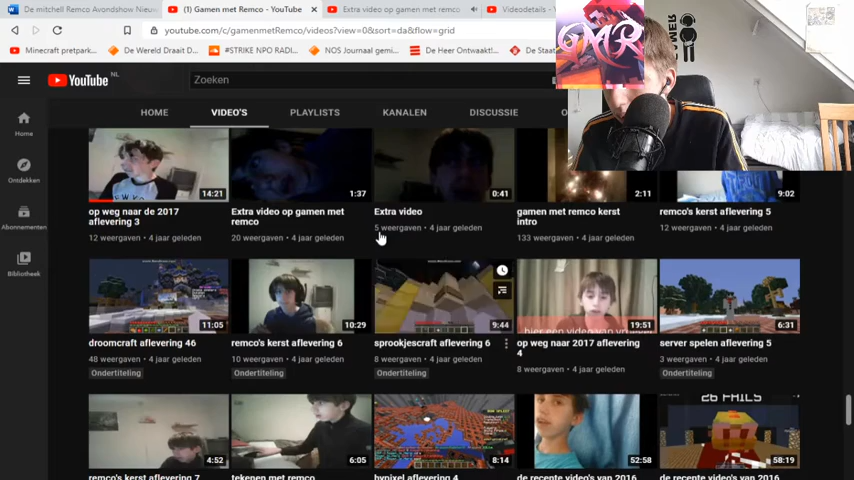 De mitchell Remco Avondshow Nieuw
(1) Gamen met Remco - YouTube
Extra video op gamen met remco
Videodetails -
youtube.com/c/gamenmetRemco/videos?view=0&sort=da&flow=grid
Minecraft pretpark...
De Wereld Draait D...
#STRIKE NPO RADI...
NOS Journaal gemi...
De Heer Ontwaakt!...
De Staat
GMR
GAMER
YouTube NL
Zoeken
HOME
VIDEO'S
PLAYLISTS
KANALEN
DISCUSSIE
Home
Ontdekken
Abonnementen
Bibliotheek
14:21
1:37
0:41
2:11
9:02
op weg naar de 2017
aflevering 3
12 weergaven • 4 jaar geleden
Extra video op gamen met
remco
20 weergaven • 4 jaar geleden
Extra video
5 weergaven • 4 jaar geleden
gamen met remco kerst
intro
133 weergaven • 4 jaar geleden
remco's kerst aflevering 5
12 weergaven • 4 jaar geleden
11:05
10:29
9:44
19:51
6:31
droomcraft aflevering 46
48 weergaven • 4 jaar geleden
Ondertiteling
remco's kerst aflevering 6
10 weergaven • 4 jaar geleden
Ondertiteling
sprookjescraft aflevering 6
8 weergaven • 4 jaar geleden
Ondertiteling
op weg naar 2017 aflevering
4
8 weergaven • 4 jaar geleden
server spelen aflevering 5
3 weergaven • 4 jaar geleden
Ondertiteling
26 FAILS
4:52
6:05
8:14
52:58
58:19
remco's kerst aflevering 7
tekenen met remco
hypixel aflevering 4
de recente video's van 2016
de recente video's van 2016